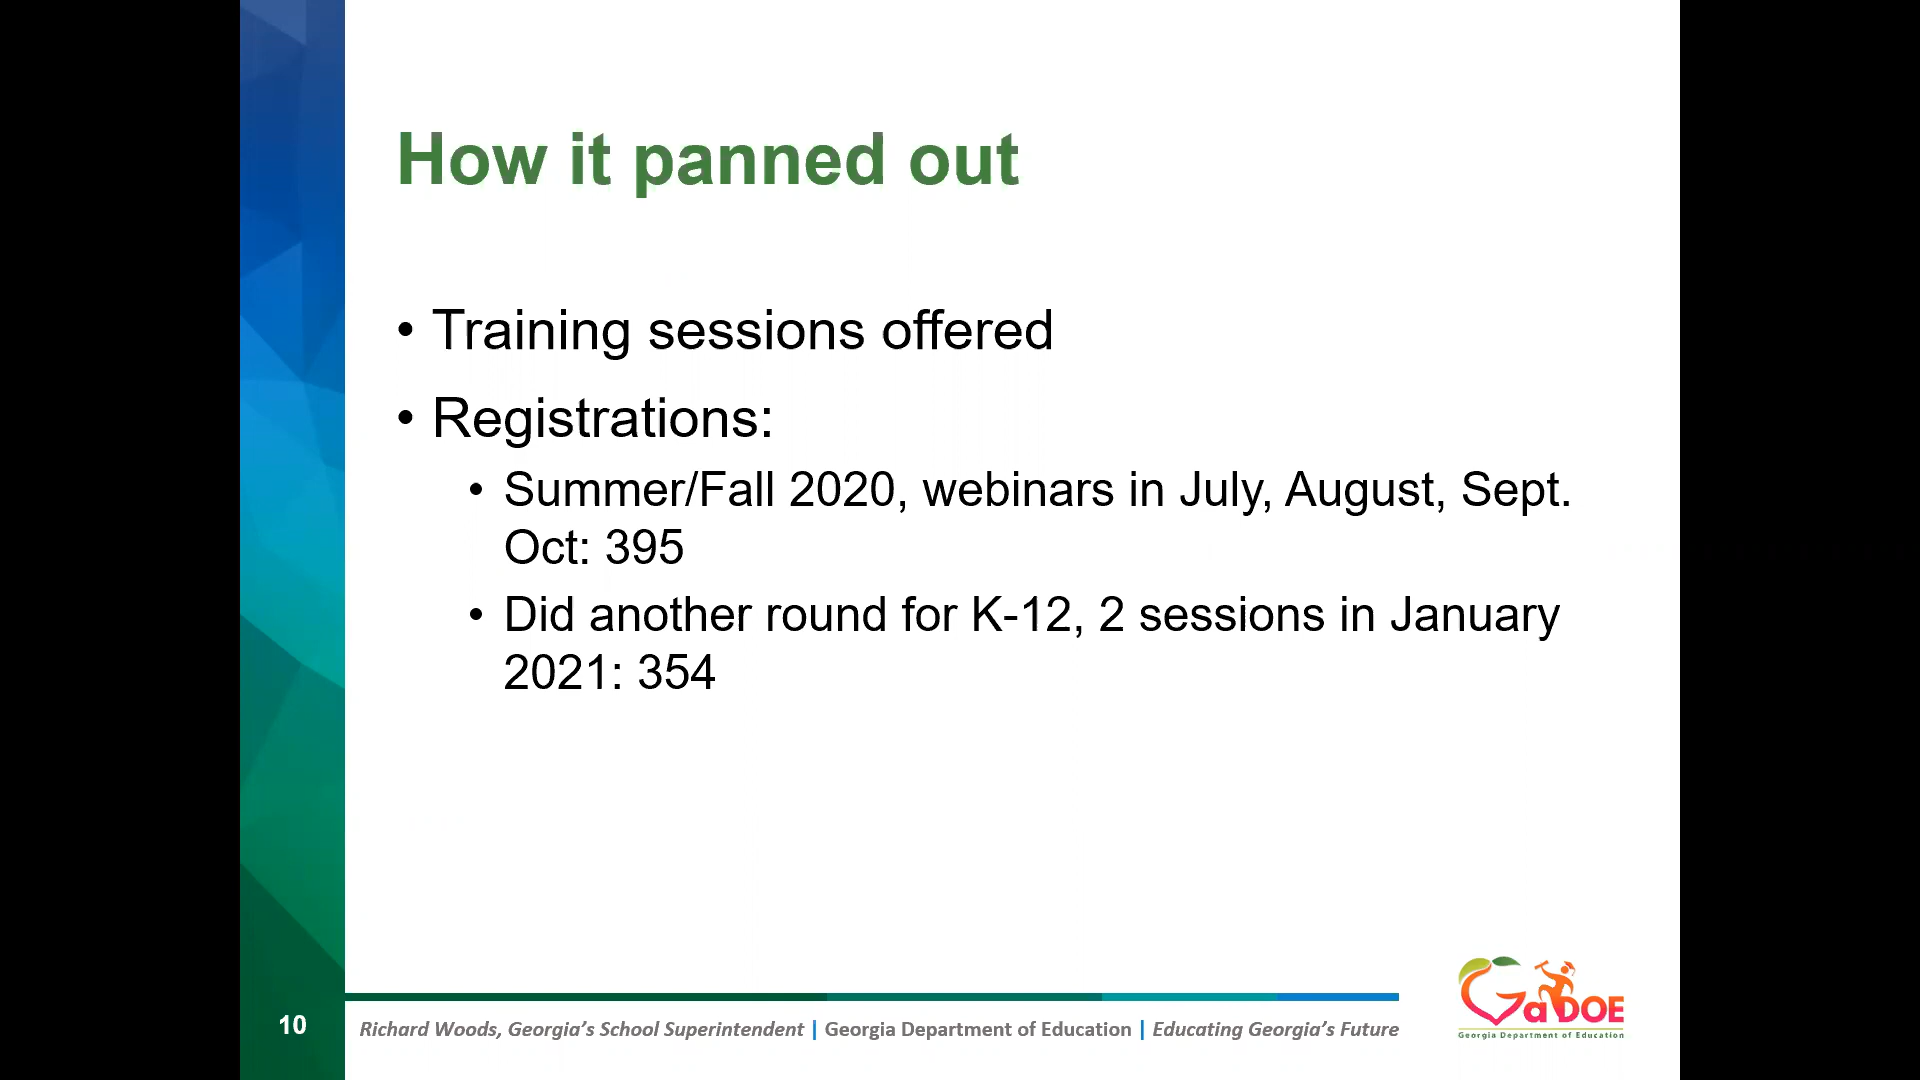 How it panned out
• Training sessions offered
• Registrations:
• Summer/Fall 2020, webinars in July, August, Sept.
Oct: 395
• Did another round for K-12, 2 sessions in January
2021: 354
10
Richard Woods, Georgia’s School Superintendent | Georgia Department of Education | Educating Georgia’s Future
GaDOE
Georgia Department of Education